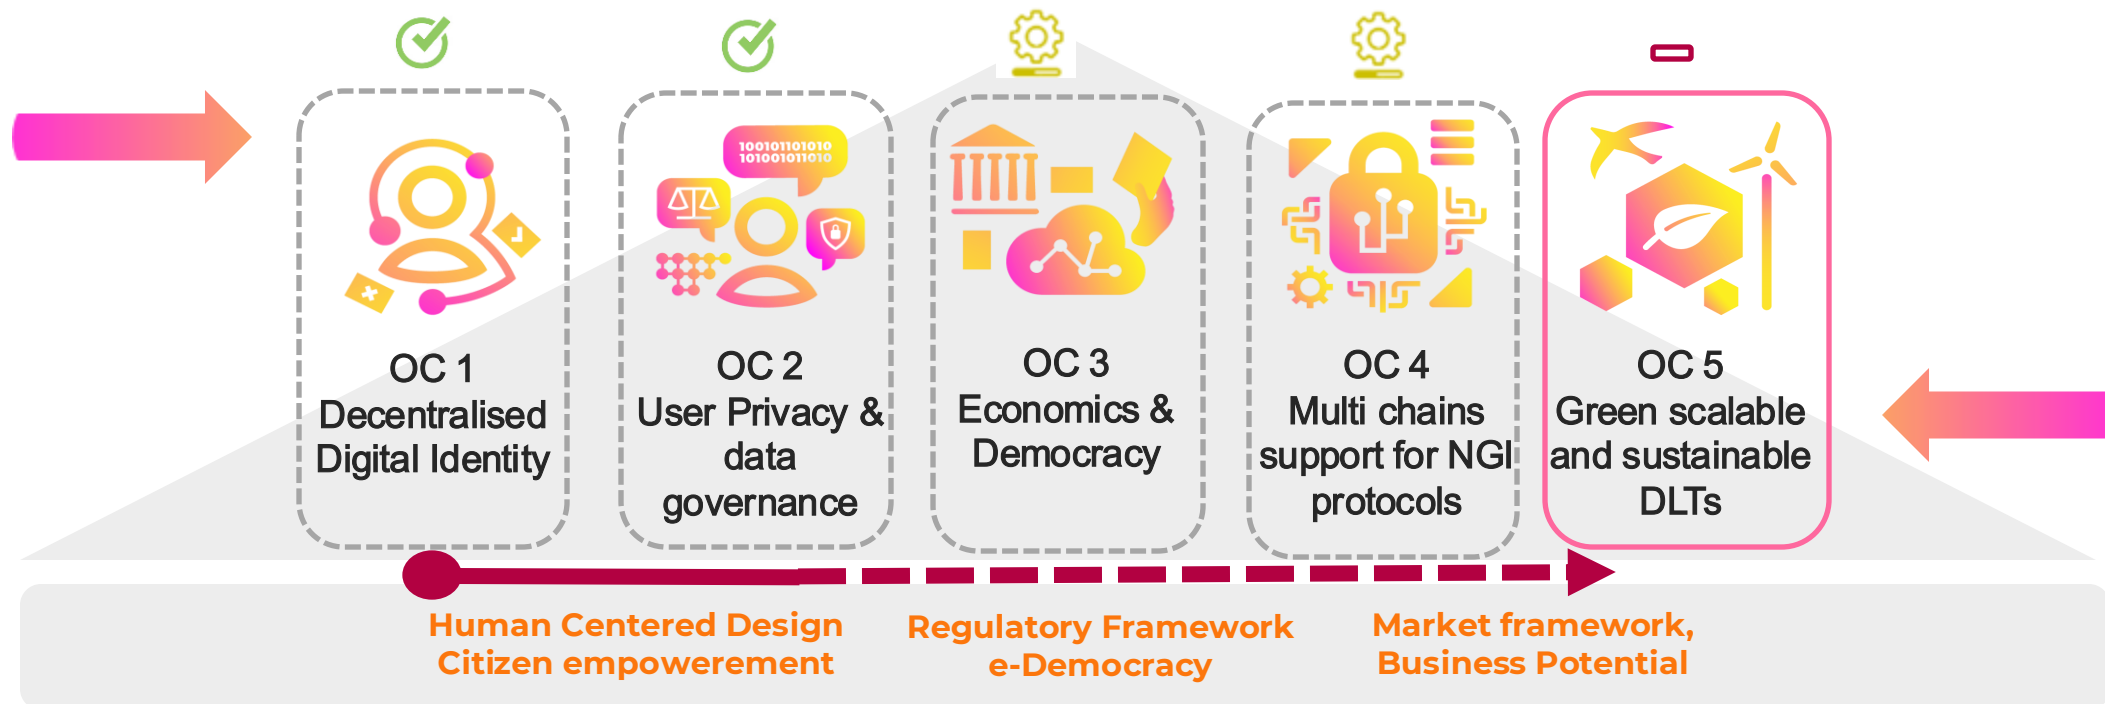 100101101010
101001011010
OC 1
Decentralised
Digital Identity
OC 2
User Privacy &
data
governance
OC 3
Economics &
Democracy
OC 4
Multi chains
support for NGI
protocols
OC 5
Green scalable
and sustainable
DLTs
Human Centered Design
Citizen empowerement
Regulatory Framework
e-Democracy
Market framework,
Business Potential